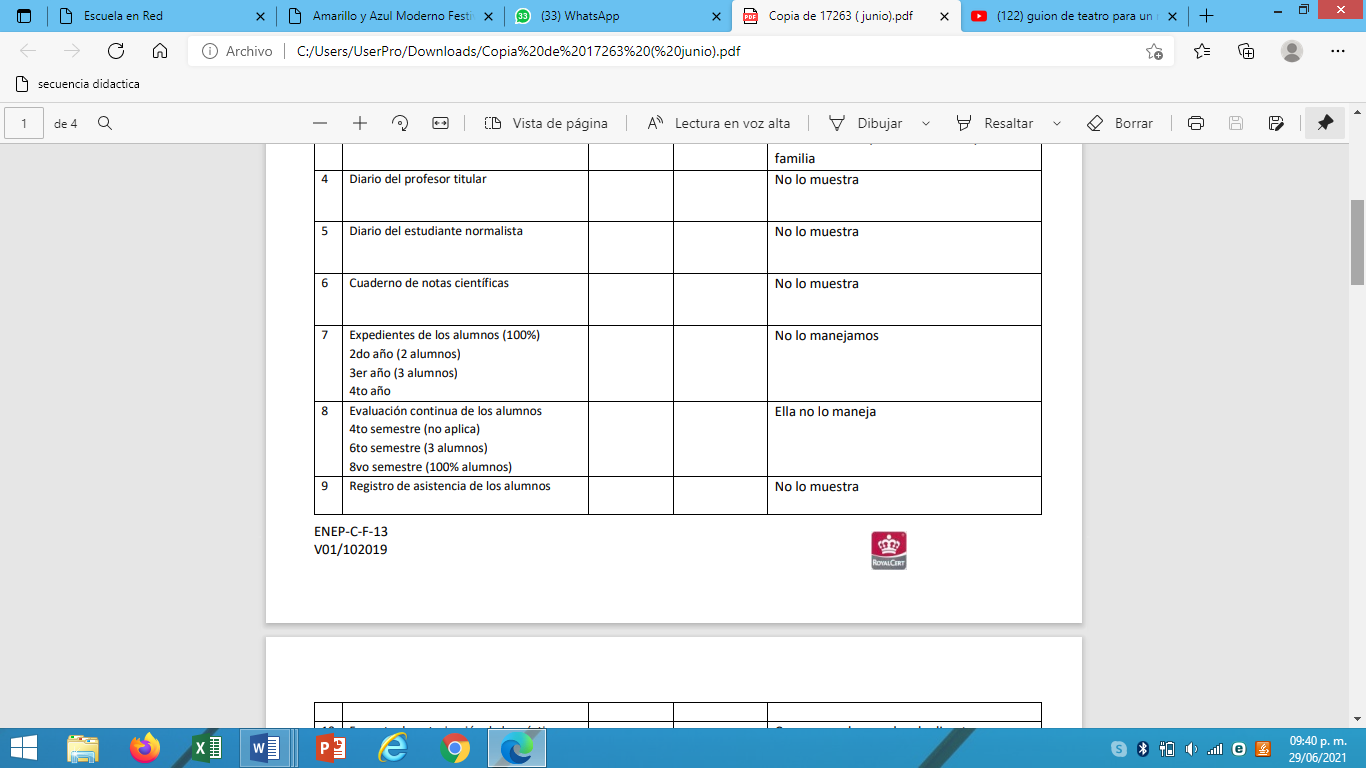 Escuela en Red
Amarillo y Azul Moderno Festi
(33) WhatsApp
Copia de 17263 ( junio).pdf
(122) guion de teatro para un
Archivo
C:/Users/UserPro/Downloads/Copia%20de%2017263%20(%20junio).pdf
secuencia didactica
1 de 4
Vista de página
Lectura en voz alta
Dibujar
Resaltar
Borrar
familia
4 Diario del profesor titular No lo muestra
5 Diario del estudiante normalista No lo muestra
6 Cuaderno de notas científicas No lo muestra
7 Expedientes de los alumnos (100%) No lo manejamos
2do año (2 alumnos)
3er año (3 alumnos)
4to año
8 Evaluación continua de los alumnos Ella no lo maneja
4to semestre (no aplica)
6to semestre (3 alumnos)
8vo semestre (100% alumnos)
9 Registro de asistencia de los alumnos No lo muestra
ENEP-C-F-13
V01/102019
ROYALCERT
09:40 p. m.
29/06/2021